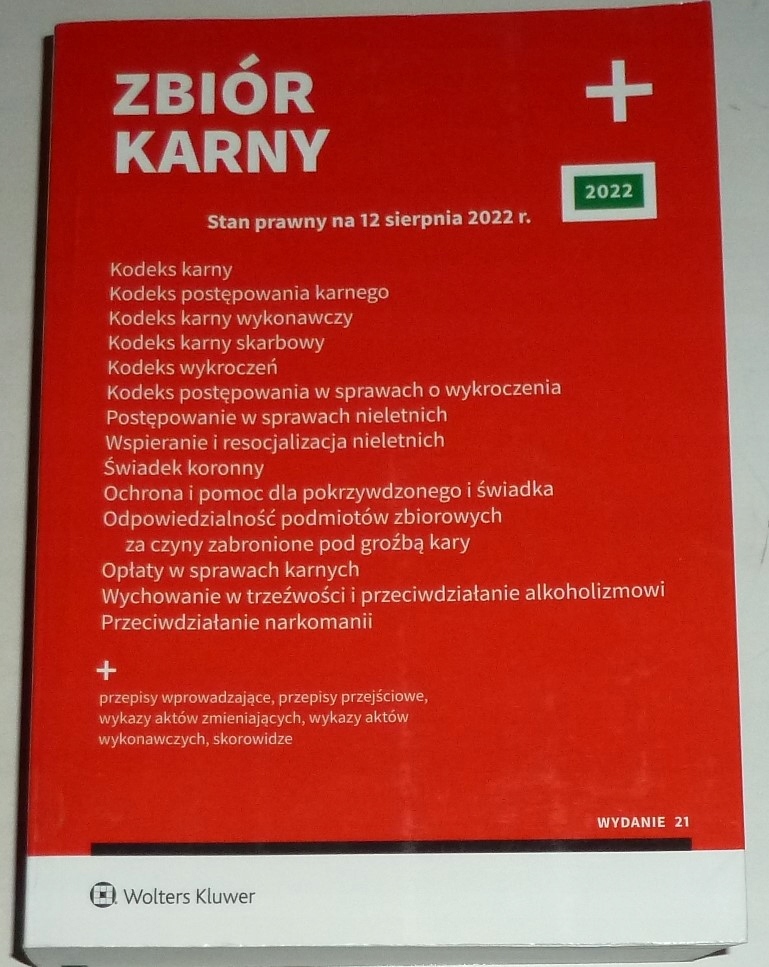 ZBIÓR
KARNY
+
2022
Stan prawny na 12 sierpnia 2022 r.
Kodeks karny
Kodeks postępowania karnego
Kodeks karny wykonawczy
Kodeks karny skarbowy
Kodeks wykroczeń
Kodeks postępowania w sprawach o wykroczenia
Postępowanie w sprawach nieletnich
Wspieranie i resocjalizacja nieletnich
Świadek koronny
Ochrona i pomoc dla pokrzywdzonego i świadka
Odpowiedzialność podmiotów zbiorowych
za czyny zabronione pod groźbą kary
Opłaty w sprawach karnych
Wychowanie w trzeźwości i przeciwdziałanie alkoholizmowi
Przeciwdziałanie narkomanii
+
przepisy wprowadzające, przepisy przejściowe,
wykazy aktów zmieniających, wykazy aktów
wykonawczych, skorowidze
WYDANIE 21
Wolters Kluwer